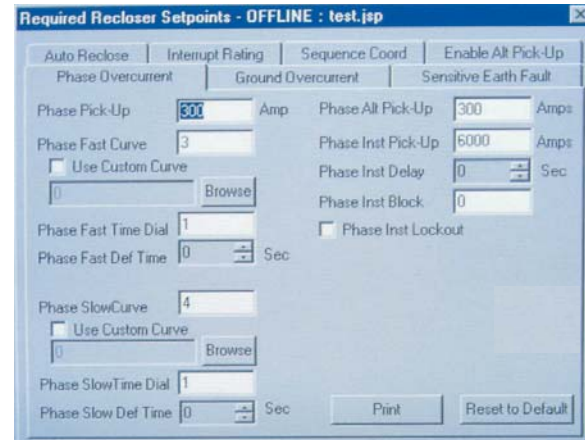 Required Recloser Setpoints - OFFLINE : test.jsp
Auto Reclose Interrupt Rating Sequence Coord Enable Alt Pick-Up
Phase Overcurrent Ground Overcurrent Sensitive Earth Fault
Phase Pick-Up 300 Amp
Phase Fast Curve 3
Use Custom Curve
0 Browse
Phase Fast Time Dial 1
Phase Fast Def Time 0 Sec
Phase SlowCurve 4
Use Custom Curve
0 Browse
Phase SlowTime Dial 1
Phase Slow Def Time 0 Sec
Phase Alt Pick-Up 300 Amps
Phase Inst Pick-Up 6000 Amps
Phase Inst Delay 0 Sec
Phase Inst Block 0
Phase Inst Lockout
Print Reset to Default